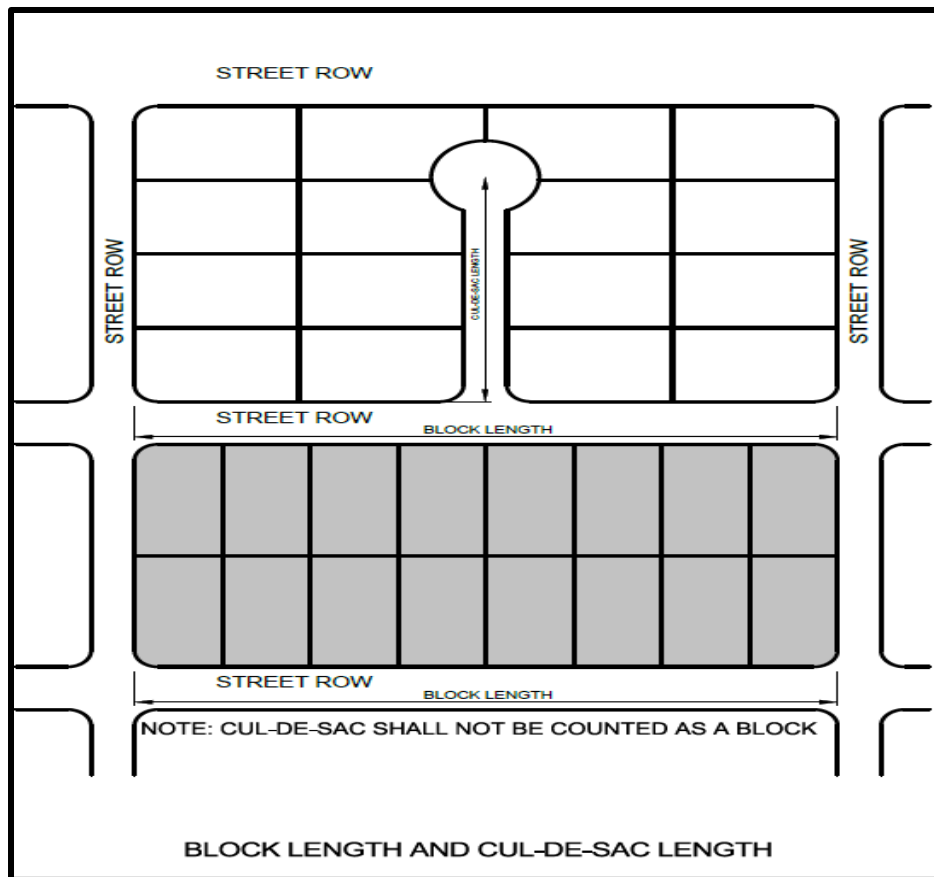 STREET ROW
STREET ROW
CUL-DE-SAC LENGTH
STREET ROW
STREET ROW
BLOCK LENGTH
STREET ROW
BLOCK LENGTH
NOTE: CUL-DE-SAC SHALL NOT BE COUNTED AS A BLOCK
BLOCK LENGTH AND CUL-DE-SAC LENGTH